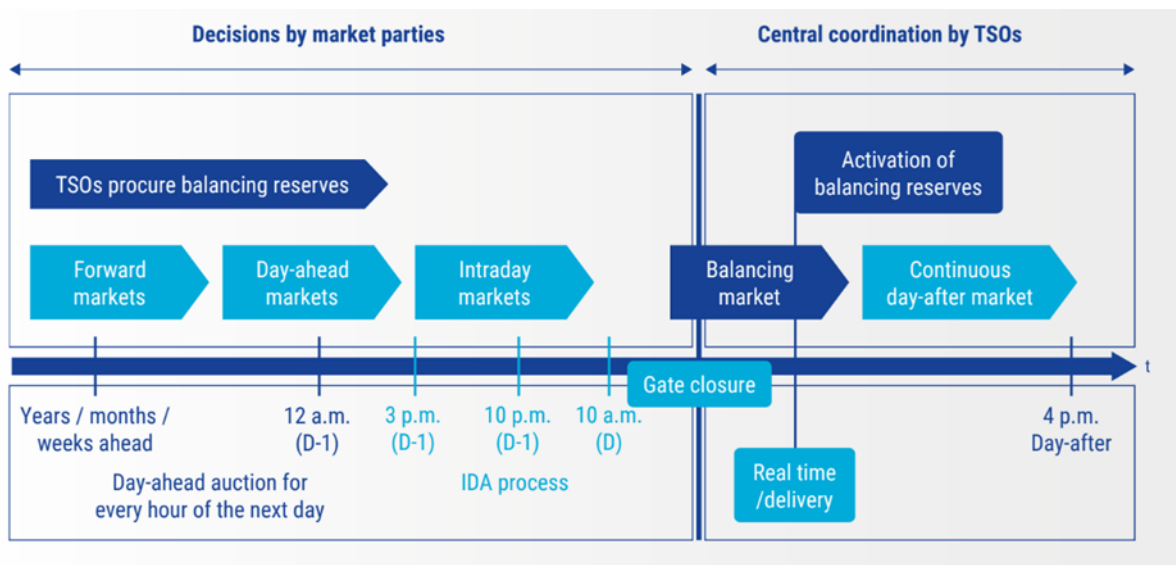 Decisions by market parties
Central coordination by TSOs
TSOs procure balancing reserves
Activation of
balancing reserves
Forward
markets
Day-ahead
markets
Intraday
markets
Balancing
market
Continuous
day-after market
t
Gate closure
Years / months /
weeks ahead
12 a.m.
(D-1)
3 p.m.
(D-1)
10 p.m.
(D-1)
10 a.m.
(D)
4 p.m.
Day-after
Day-ahead auction for
every hour of the next day
IDA process
Real time
/delivery